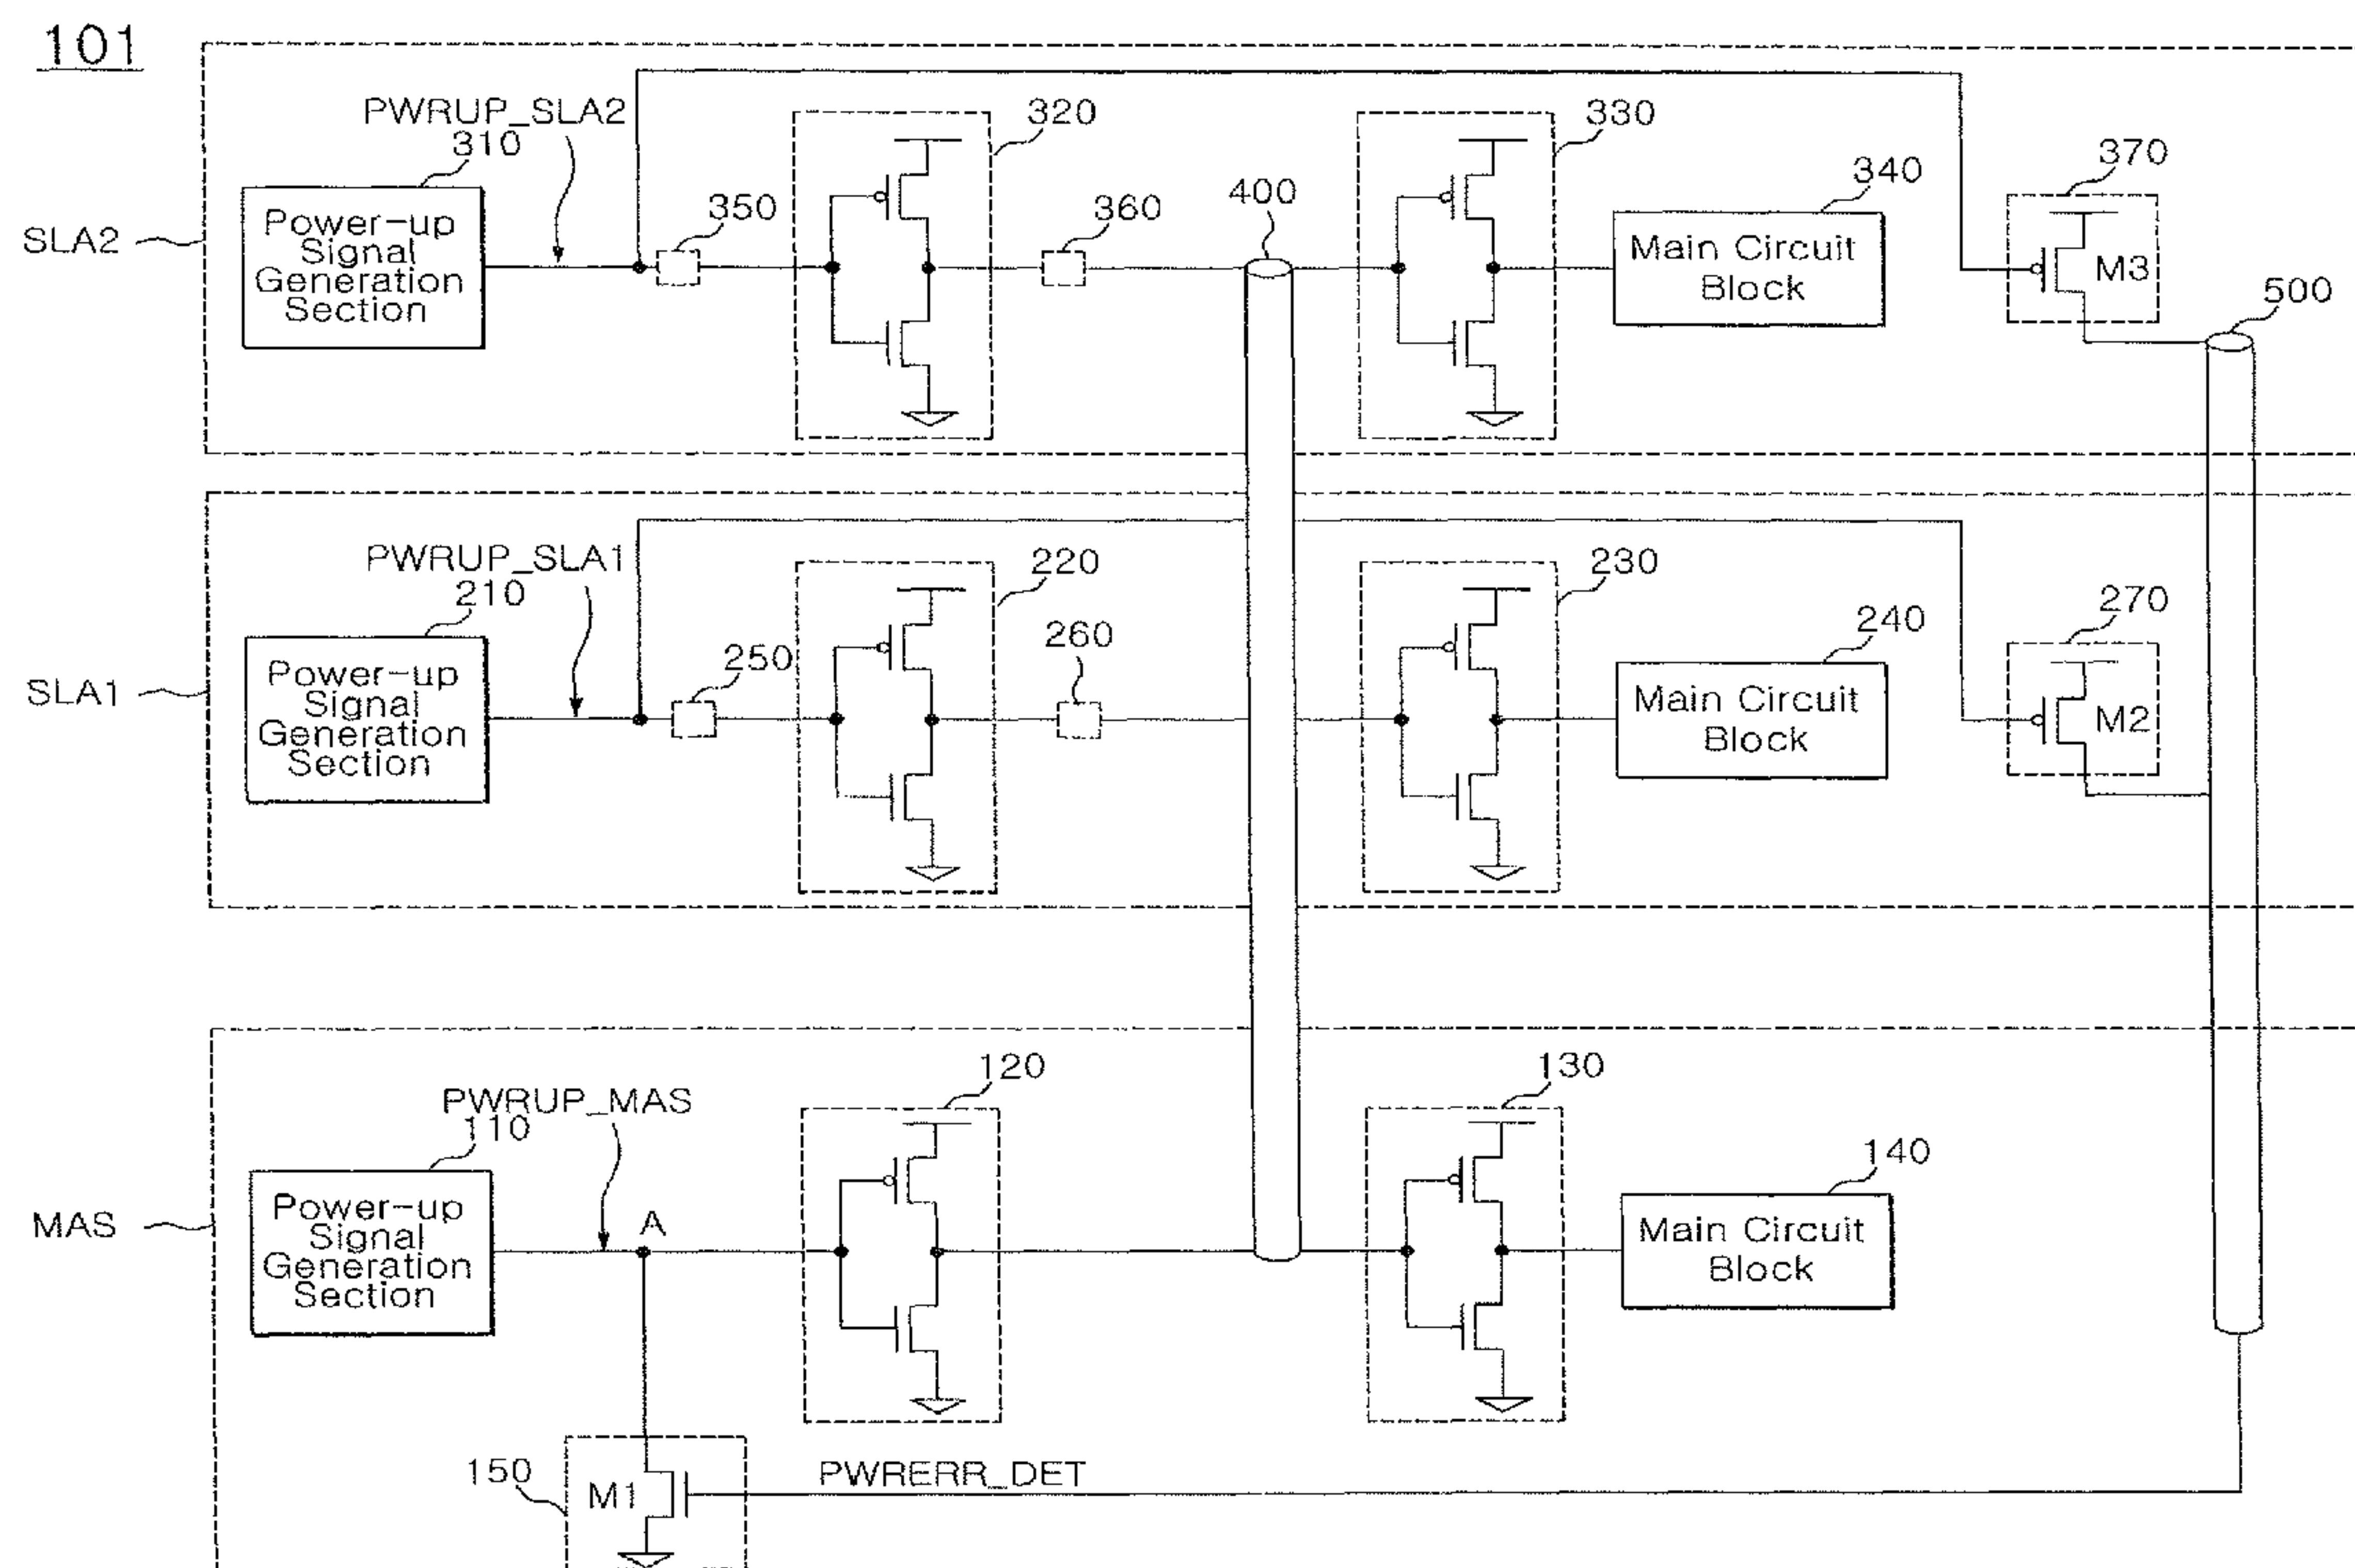 101
PWRUP_SLA2
310
320
330
340
370
350
360
400
500
SLA2
Power-up
Signal
Generation
Section
Main Circuit
Block
M3
PWRUP_SLA1
210
220
230
240
270
250
260
SLA1
Power-up
Signal
Generation
Section
Main Circuit
Block
M2
PWRUP_MAS
110
120
130
140
MAS
A
Power-up
Signal
Generation
Section
Main Circuit
Block
150
M1
PWRERR_DET